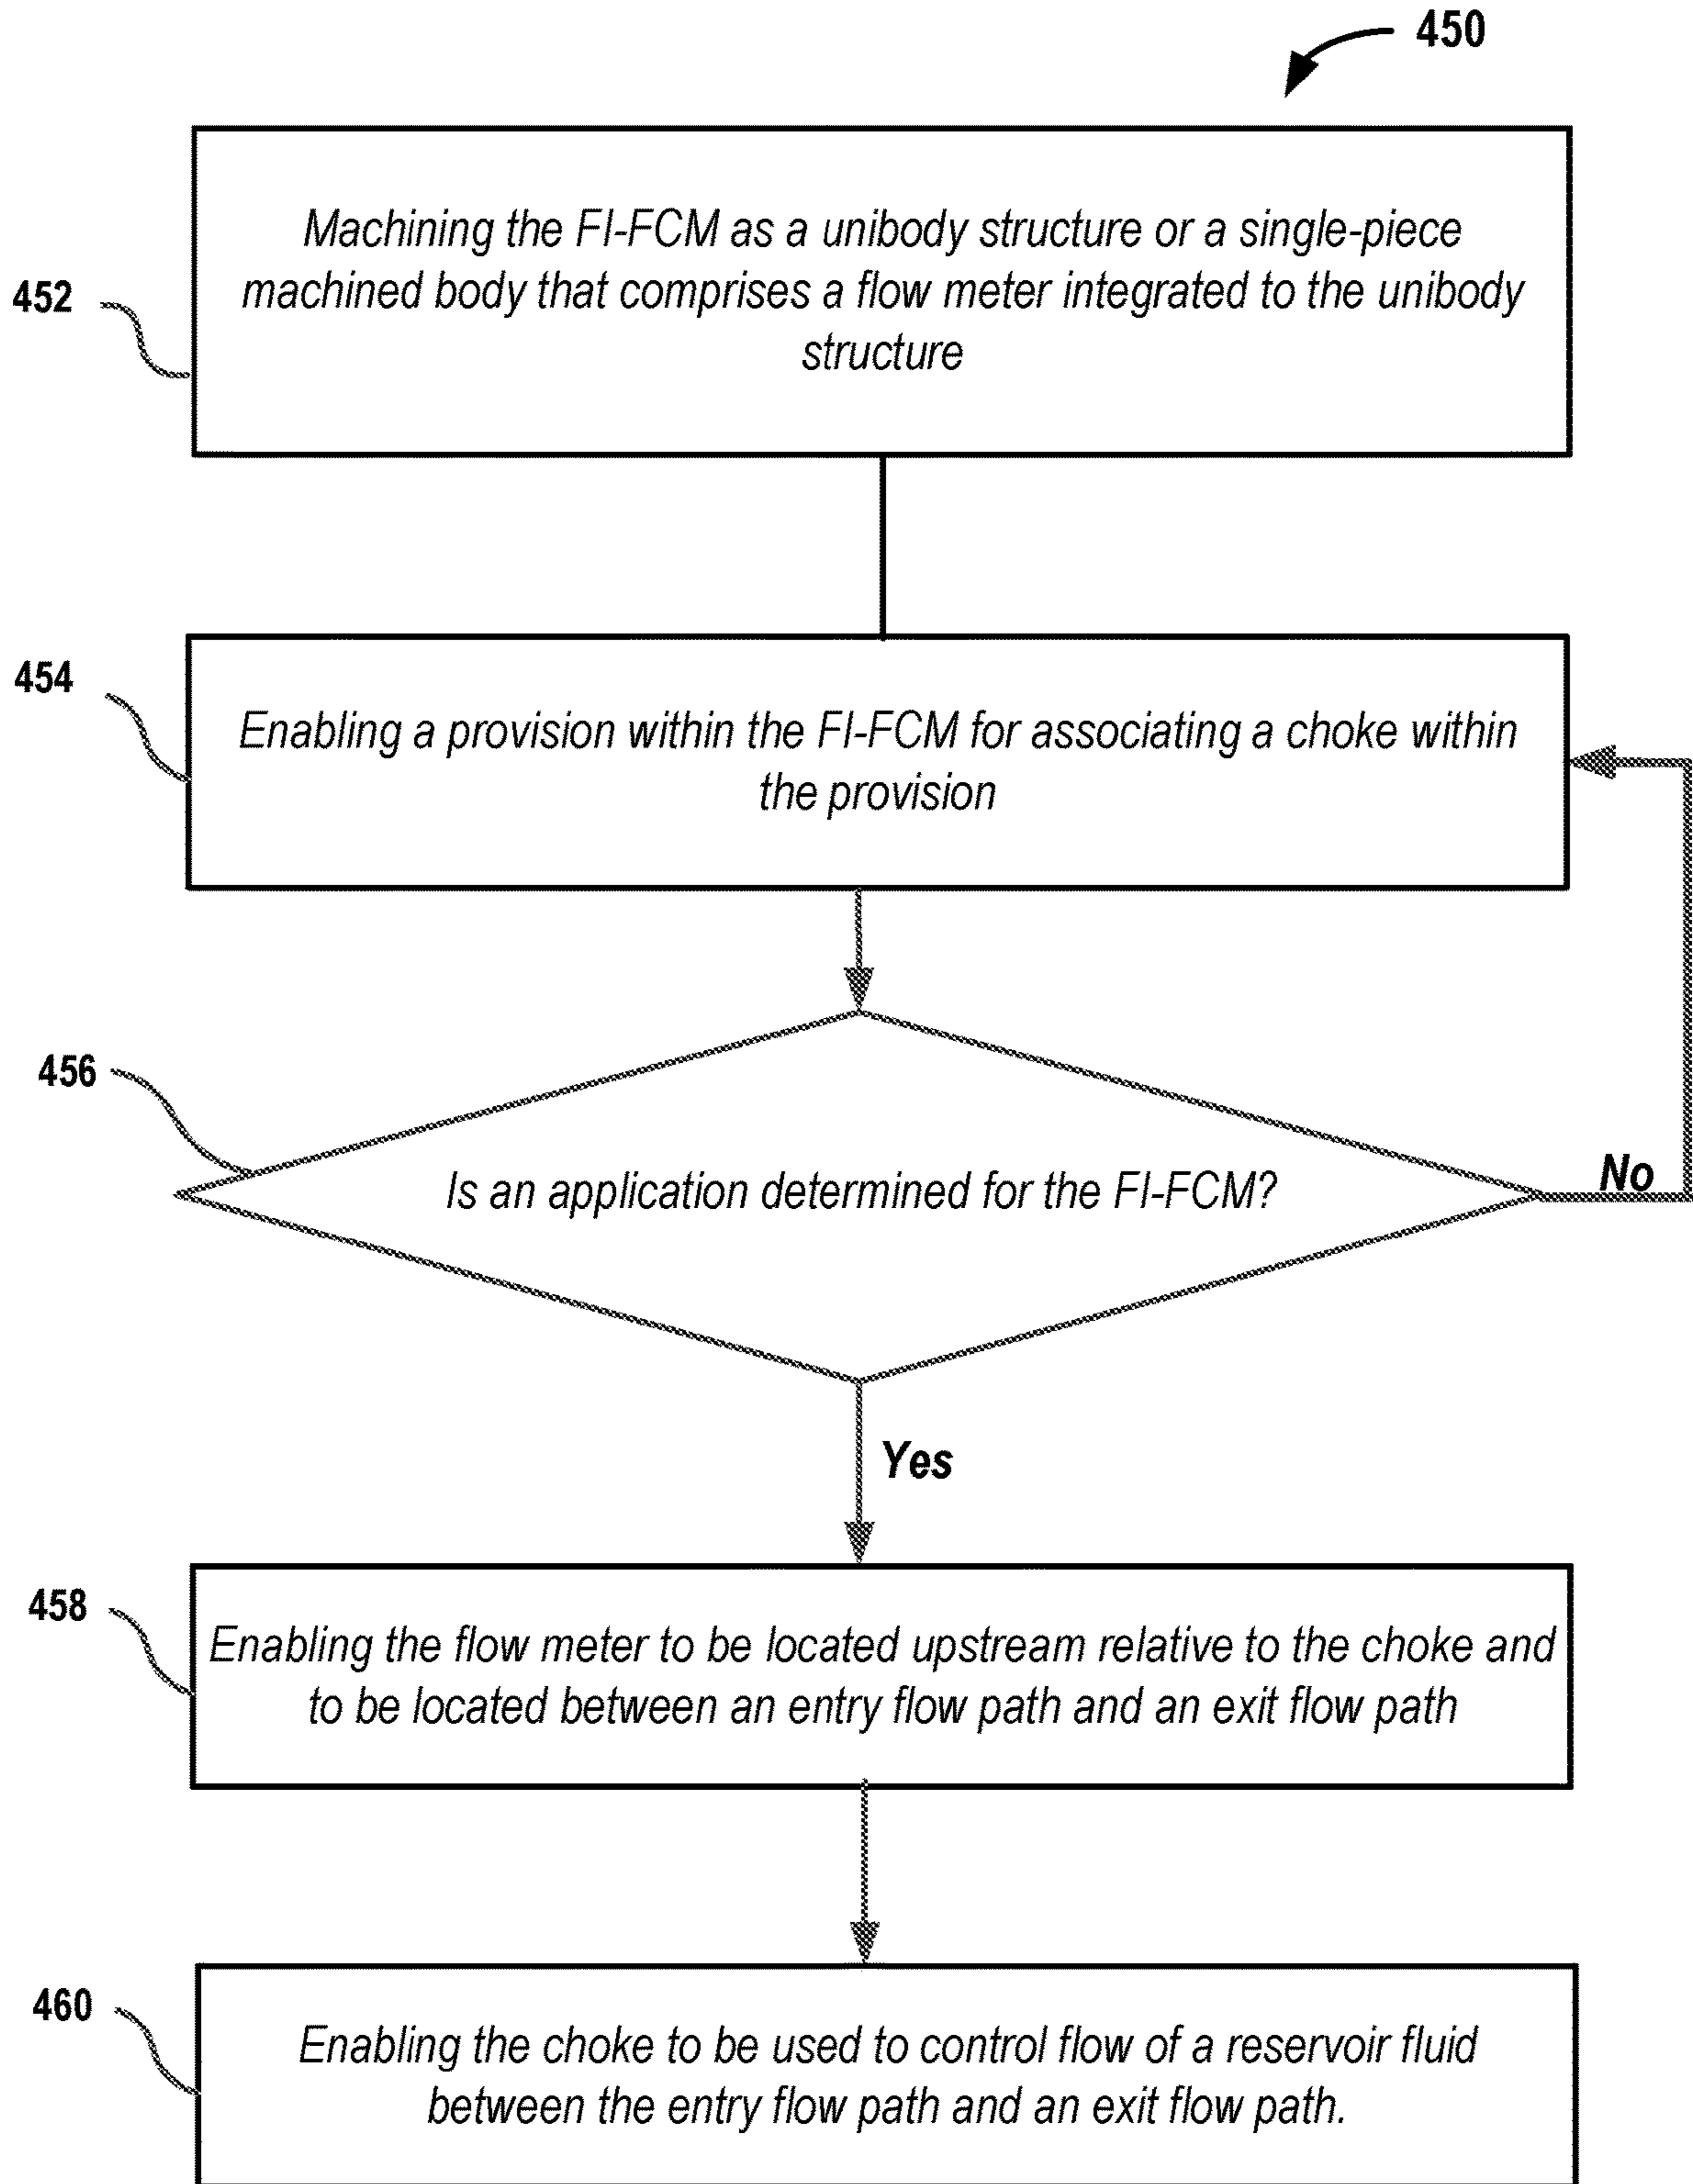 450
Machining the FI-FCM as a unibody structure or a single-piece
machined body that comprises a flow meter integrated to the unibody
structure
452
454
Enabling a provision within the FI-FCM for associating a choke within
the provision
456
Is an application determined for the FI-FCM?
No
Yes
458
Enabling the flow meter to be located upstream relative to the choke and
to be located between an entry flow path and an exit flow path
460
Enabling the choke to be used to control flow of a reservoir fluid
between the entry flow path and an exit flow path.